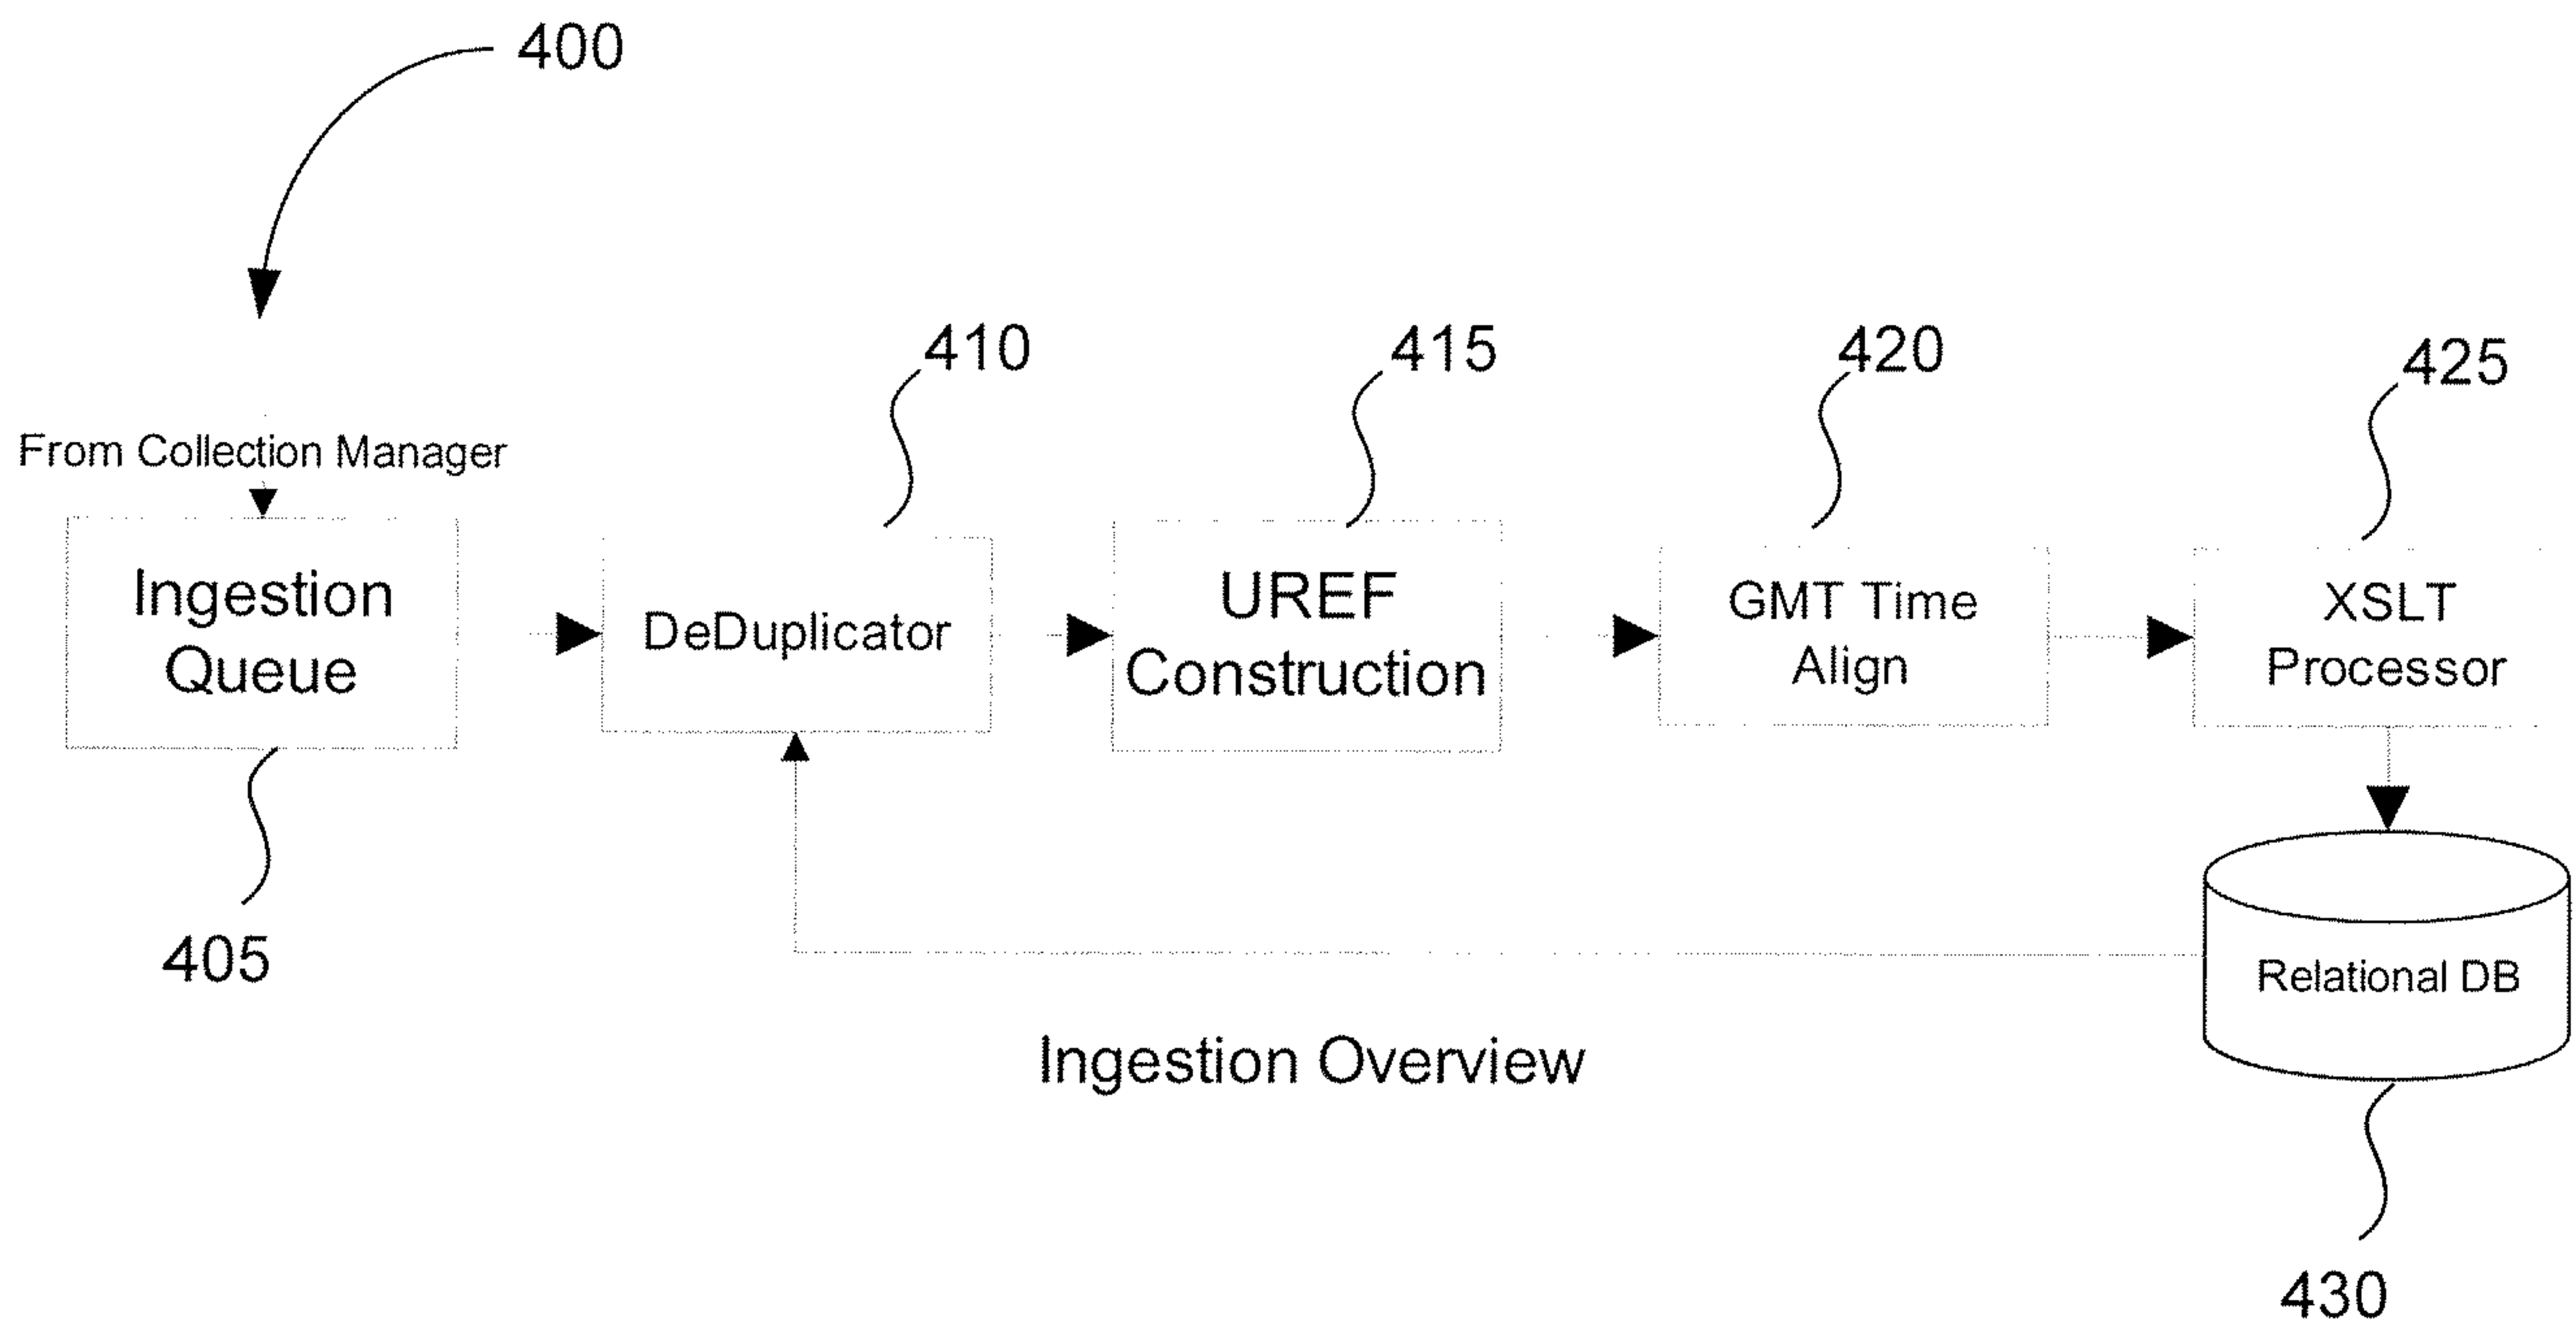 400
410
415
420
425
From Collection Manager
Ingestion
Queue
DeDuplicator
UREF
Construction
GMT Time
Align
XSLT
Processor
405
Relational DB
Ingestion Overview
430